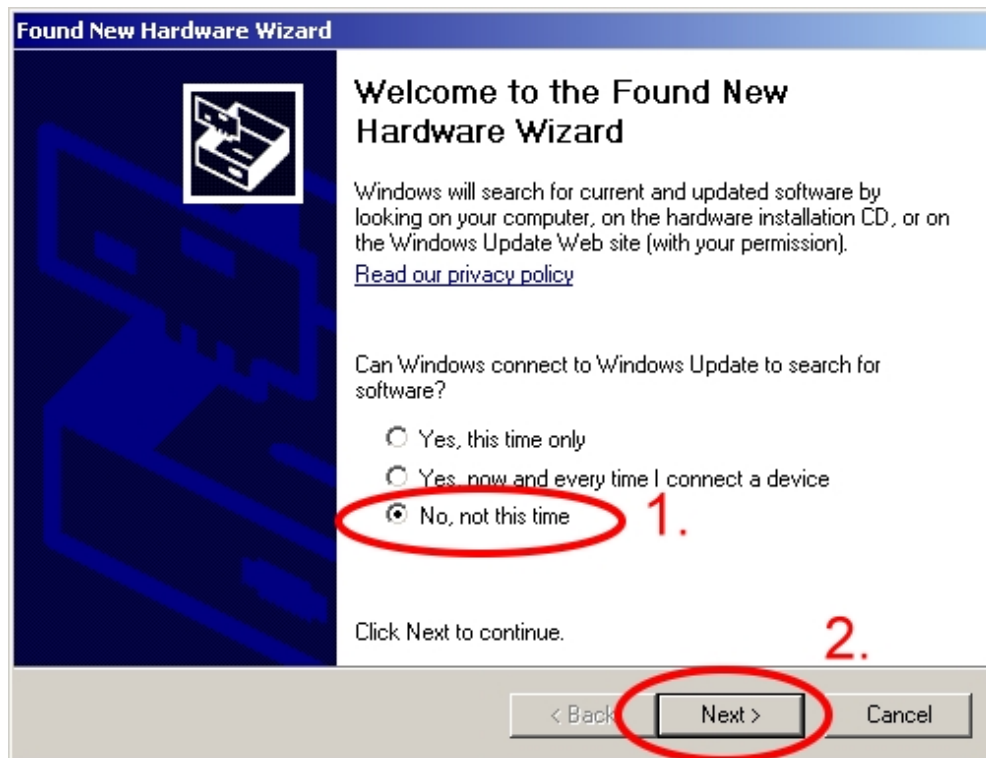 Found New Hardware Wizard
Welcome to the Found New
Hardware Wizard
Windows will search for current and updated software by
looking on your computer, on the hardware installation CD, or on
the Windows Update Web site (with your permission).
Read our privacy policy
Can Windows connect to Windows Update to search for
software?
Yes, this time only
Yes, now and every time I connect a device
No, not this time
1.
Click Next to continue.
2.
< Back
Next >
Cancel